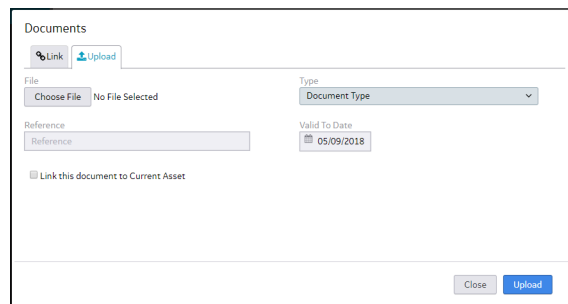 Documents
Link Upload
File Type
Choose File No File Selected Document Type
Reference Valid To Date
Reference 05/09/2018
Link this document to Current Asset
Close Upload